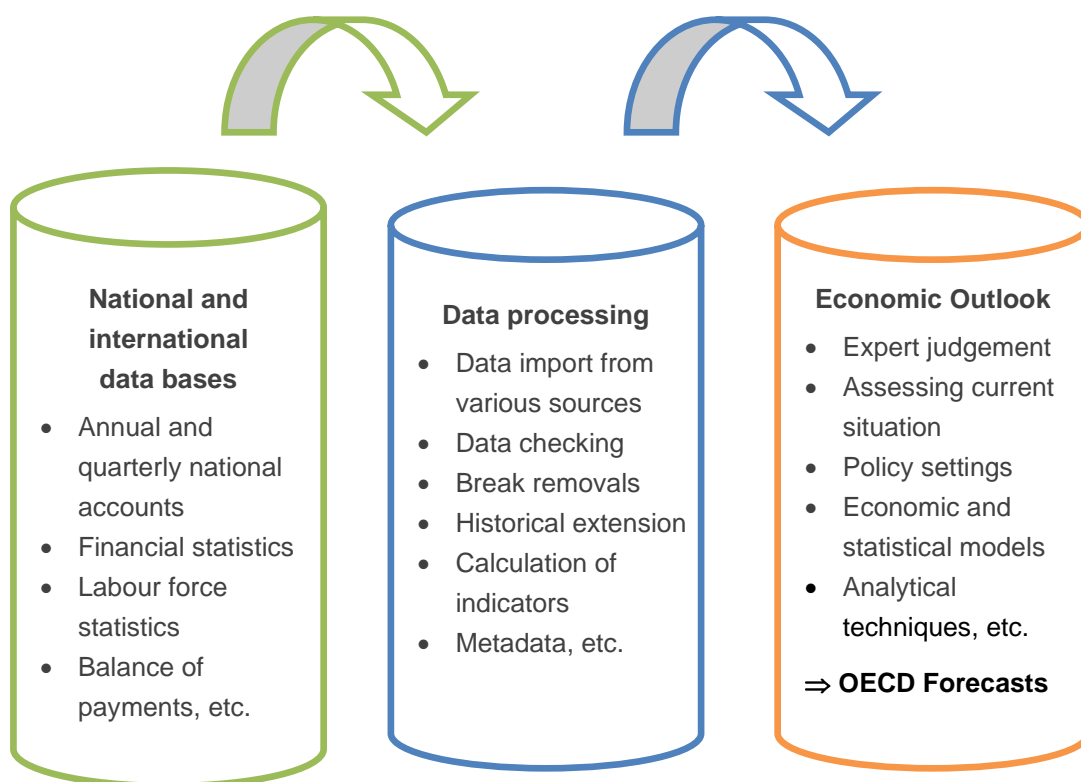 National and
international
data bases
• Annual and
quarterly national
accounts
• Financial statistics
• Labour force
statistics
• Balance of
payments, etc.
Data processing
• Data import from
various sources
• Data checking
• Break removals
• Historical extension
• Calculation of
indicators
• Metadata, etc.
Economic Outlook
• Expert judgement
• Assessing current
situation
• Policy settings
• Economic and
statistical models
• Analytical
techniques, etc.
⇒ OECD Forecasts